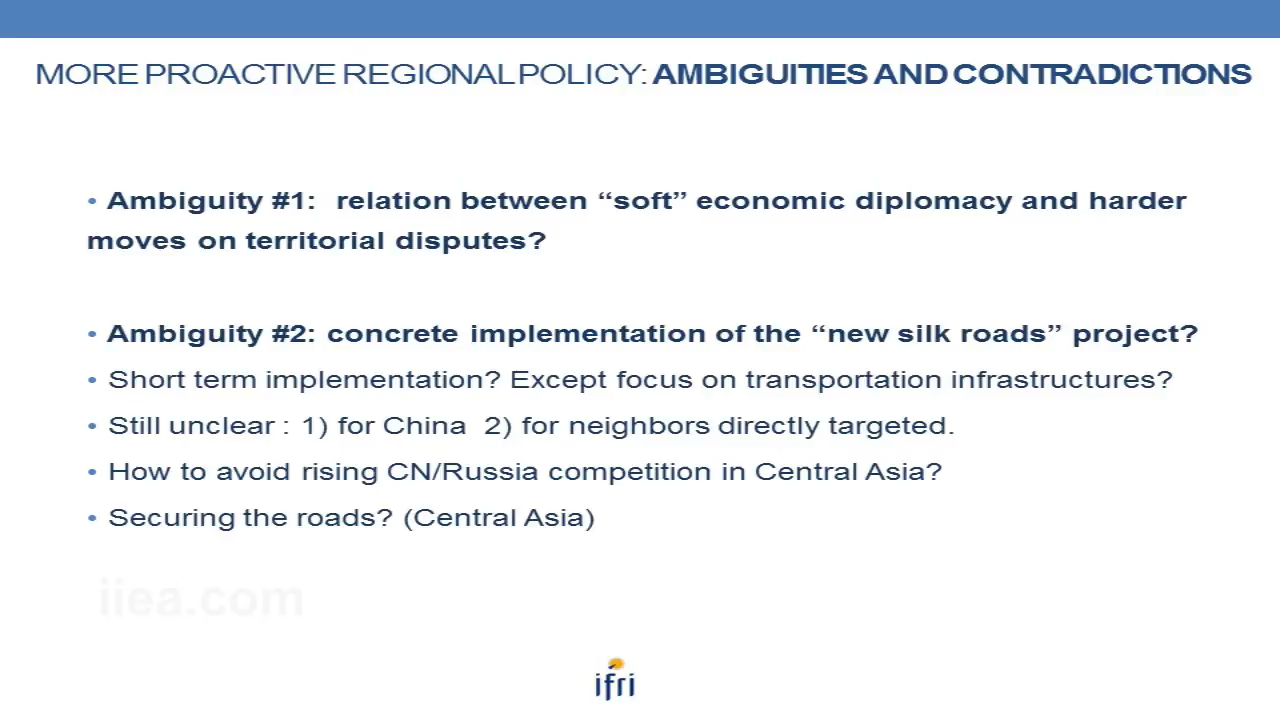 MORE PROACTIVE REGIONAL POLICY: AMBIGUITIES AND CONTRADICTIONS
• Ambiguity #1:  relation between “soft” economic diplomacy and harder
moves on territorial disputes?
• Ambiguity #2: concrete implementation of the “new silk roads” project?
• Short term implementation? Except focus on transportation infrastructures?
• Still unclear : 1) for China  2) for neighbors directly targeted.
• How to avoid rising CN/Russia competition in Central Asia?
• Securing the roads? (Central Asia)
iiea.com
ifri